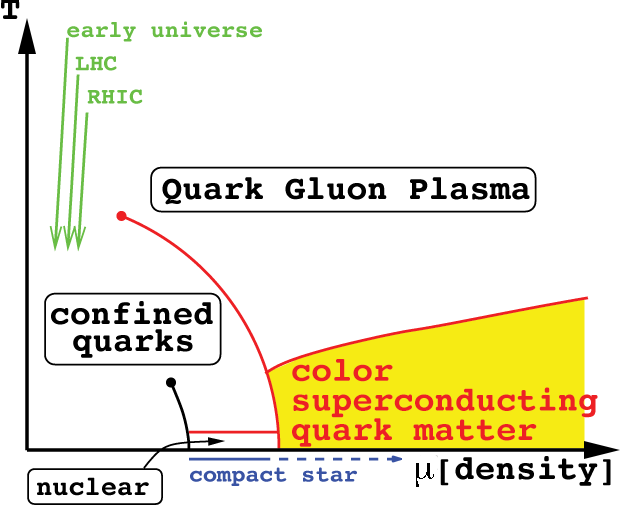 T
early universe
LHC
RHIC
Quark Gluon Plasma
confined
quarks
color
superconducting
quark matter
nuclear
compact star
μ[density]